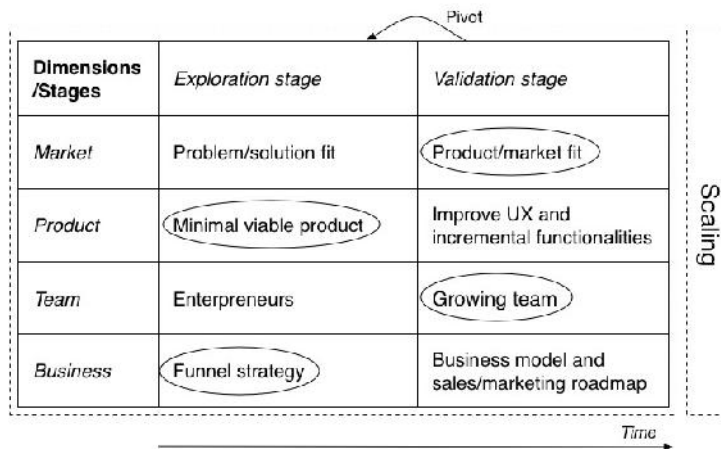 Pivot
Dimensions
/Stages
Exploration stage
Validation stage
Market
Problem/solution fit
Product/market fit
Product
Minimal viable product
Improve UX and
incremental functionalities
Team
Enterpreneurs
Growing team
Business
Funnel strategy
Business model and
sales/marketing roadmap
Scaling
Time